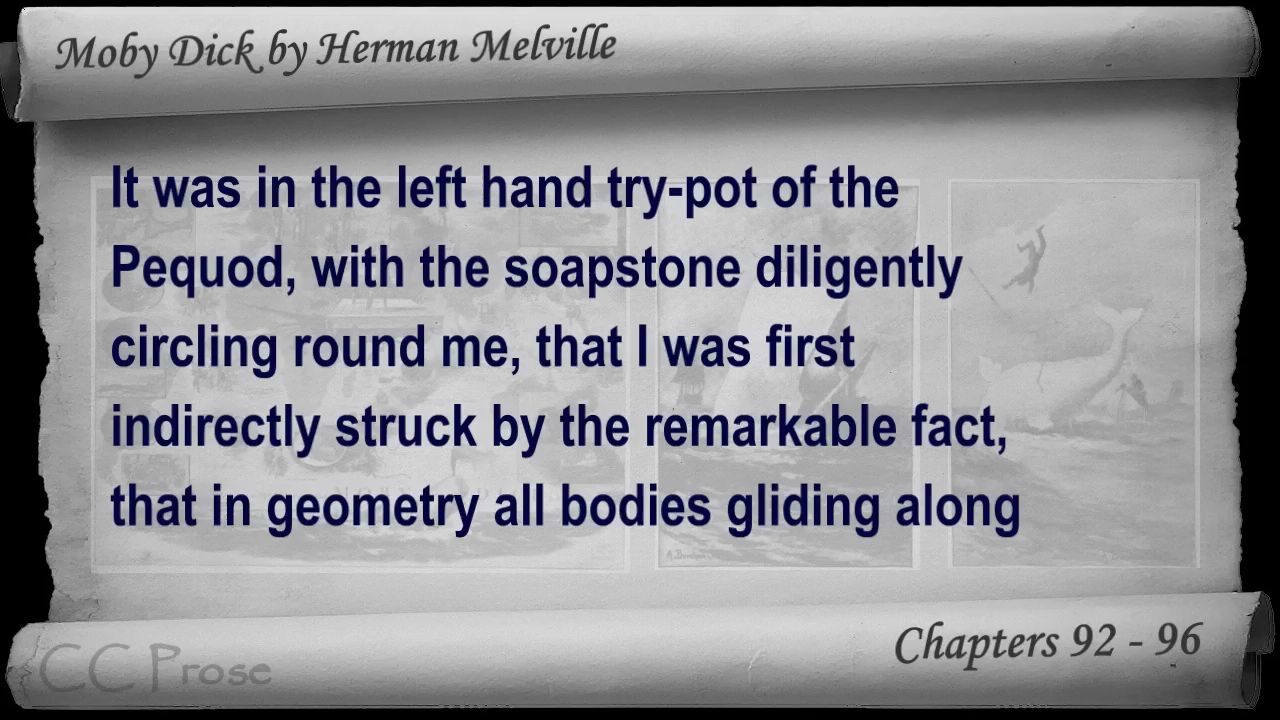 Moby Dick by Herman Melville
It was in the left hand try-pot of the
Pequod, with the soapstone diligently
circling round me, that I was first
indirectly struck by the remarkable fact,
that in geometry all bodies gliding along
Chapters 92 - 96
CC Prose